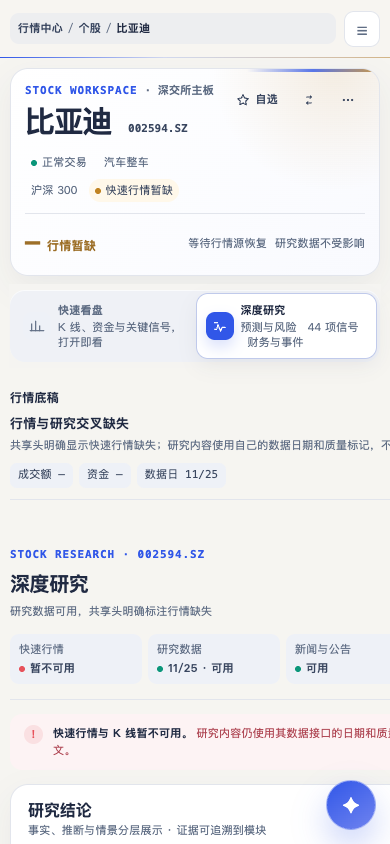 行情中心 / 个股 / 比亚迪
STOCK WORKSPACE · 深交所主板
自选
比亚迪 002594.SZ
正常交易 汽车整车
沪深 300 快速行情暂缺
行情暂缺 等待行情源恢复 研究数据不受影响
快速看盘
K 线、资金与关键信号，
打开即看
深度研究
预测与风险 44 项信号
财务与事件
行情底稿
行情与研究交叉缺失
共享头明确显示快速行情缺失；研究内容使用自己的数据日期和质量标记，不
成交额 — 资金 — 数据日 11/25
STOCK RESEARCH · 002594.SZ
深度研究
研究数据可用，共享头明确标注行情缺失
快速行情
暂不可用
研究数据
11/25 · 可用
新闻与公告
可用
! 快速行情与 K 线暂不可用。 研究内容仍使用其数据接口的日期和质
文。
研究结论
事实、推断与情景分层展示 · 证据可追溯到模块